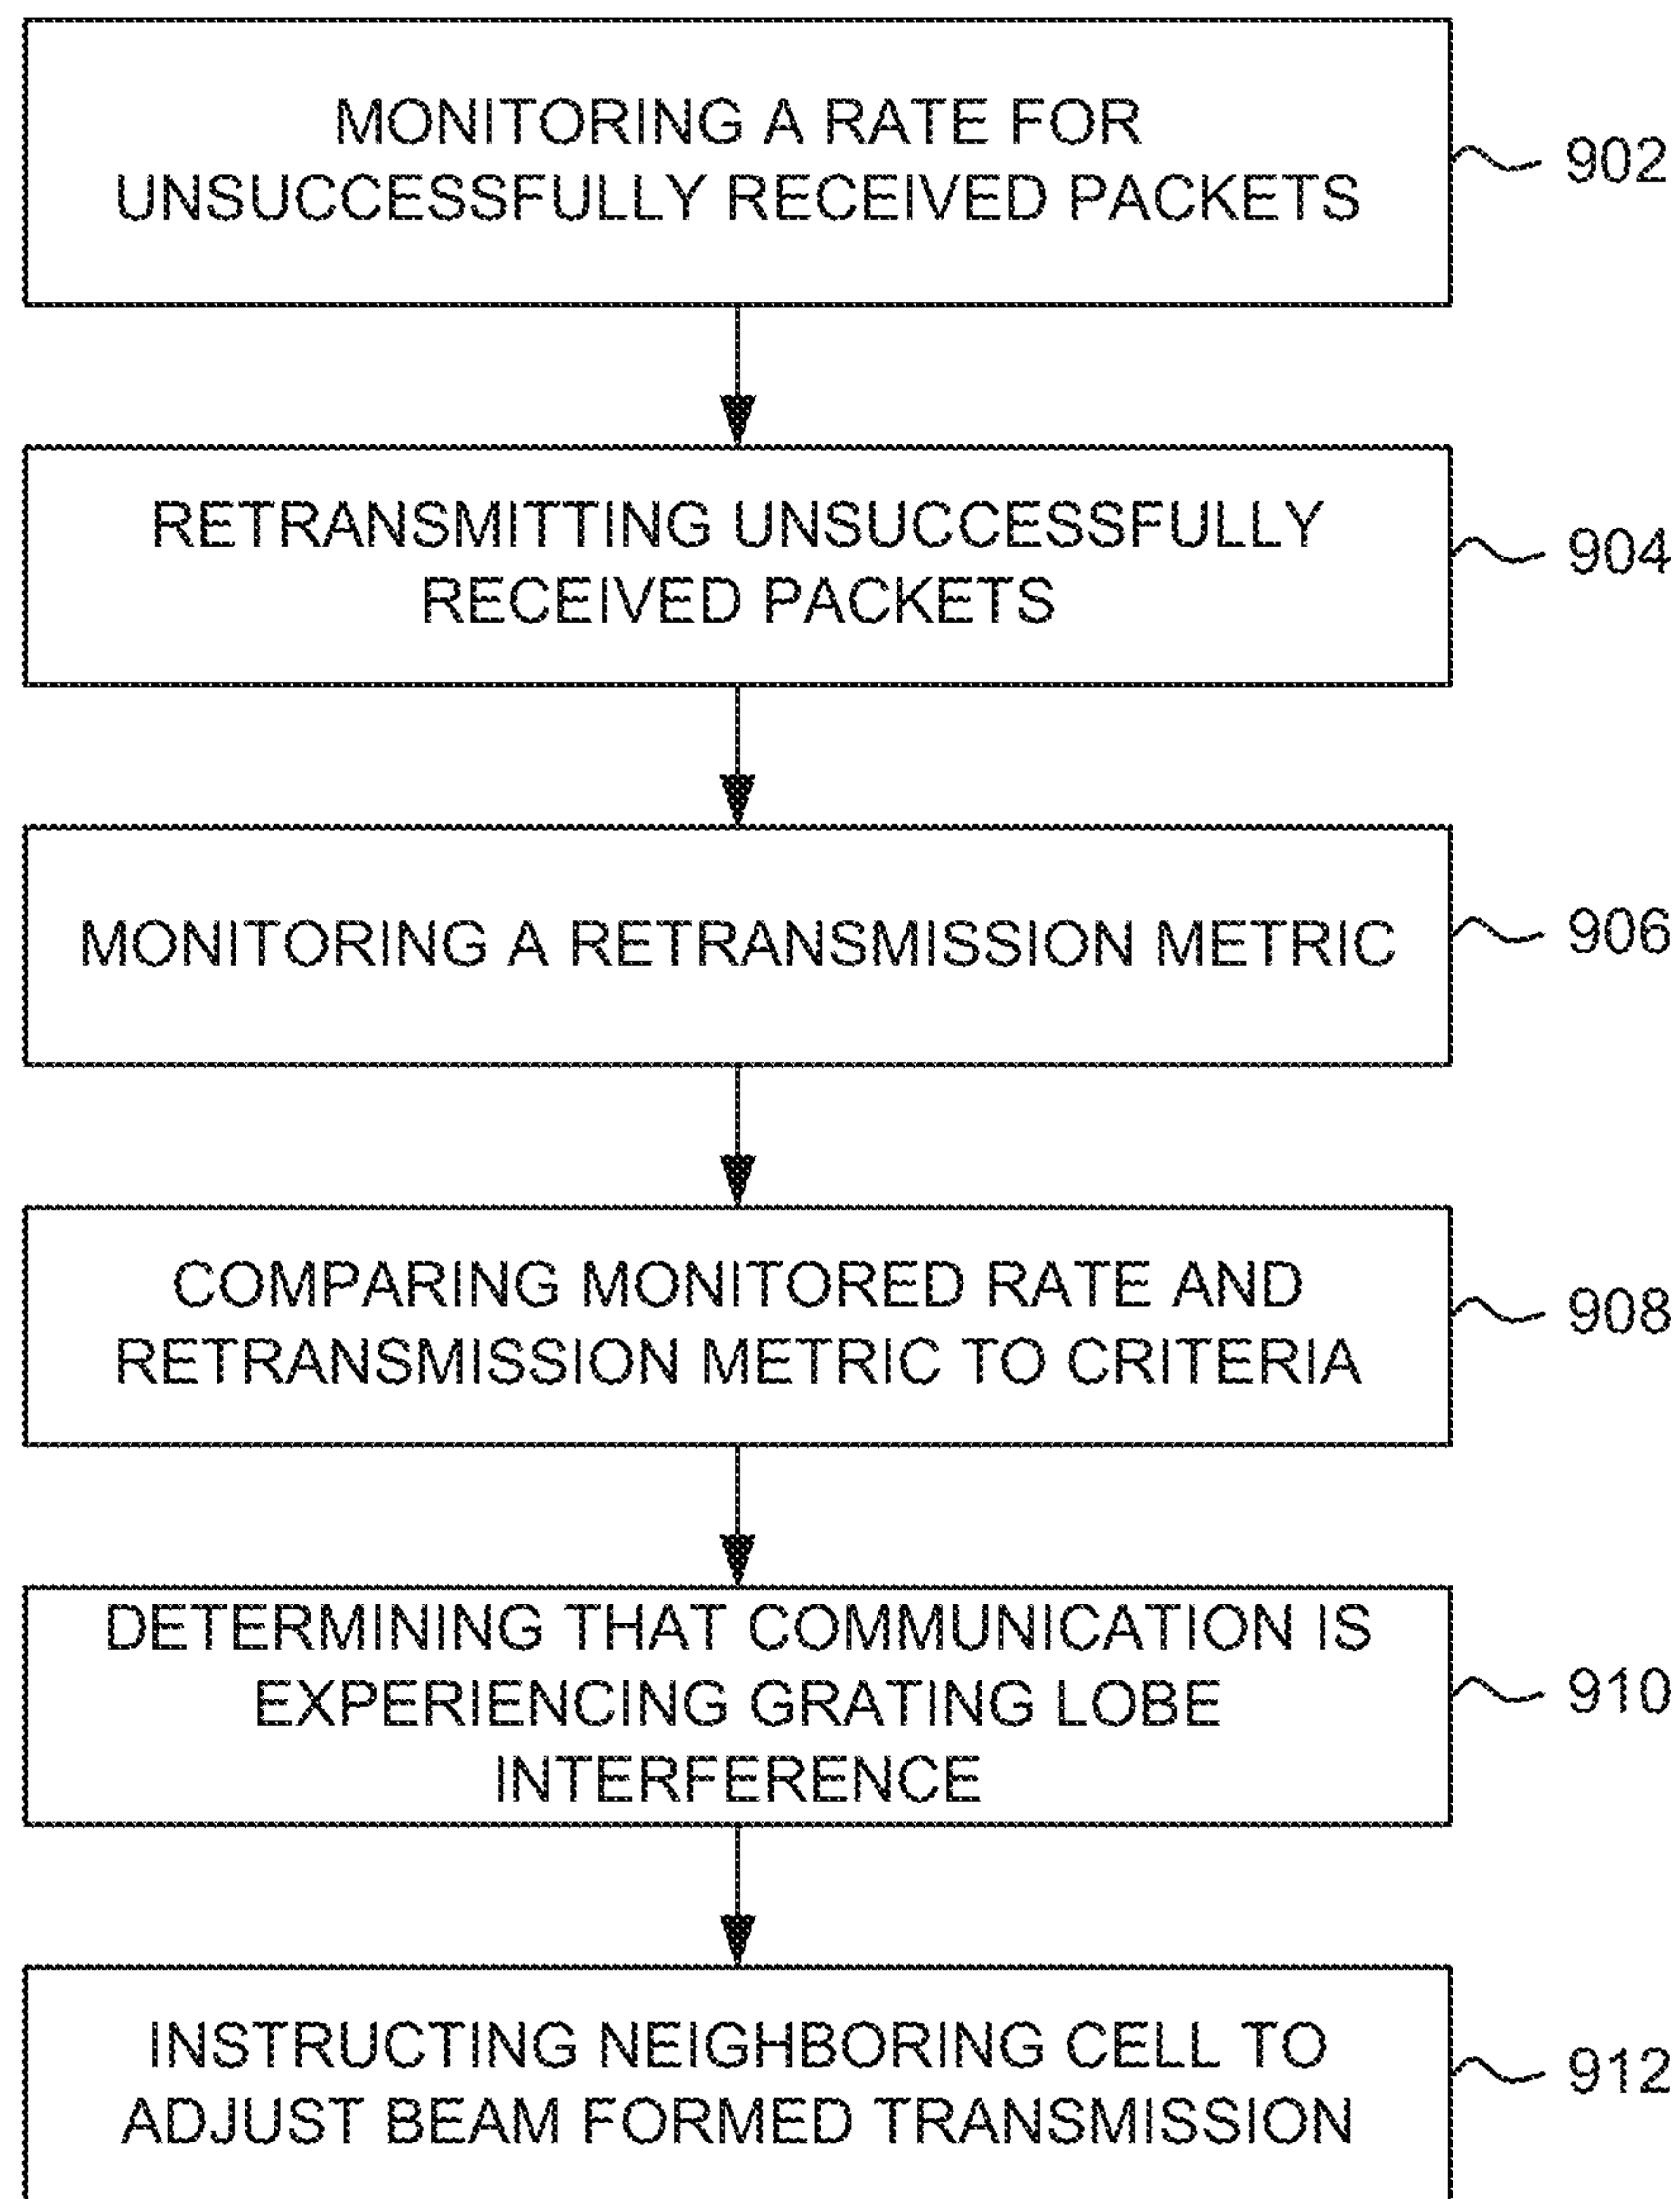 MONITORING A RATE FOR
UNSUCCESSFULLY RECEIVED PACKETS
902
RETRANSMITTING UNSUCCESSFULLY
RECEIVED PACKETS
904
MONITORING A RETRANSMISSION METRIC
906
COMPARING MONITORED RATE AND
RETRANSMISSION METRIC TO CRITERIA
908
DETERMINING THAT COMMUNICATION IS
EXPERIENCING GRATING LOBE
INTERFERENCE
910
INSTRUCTING NEIGHBORING CELL TO
ADJUST BEAM FORMED TRANSMISSION
912